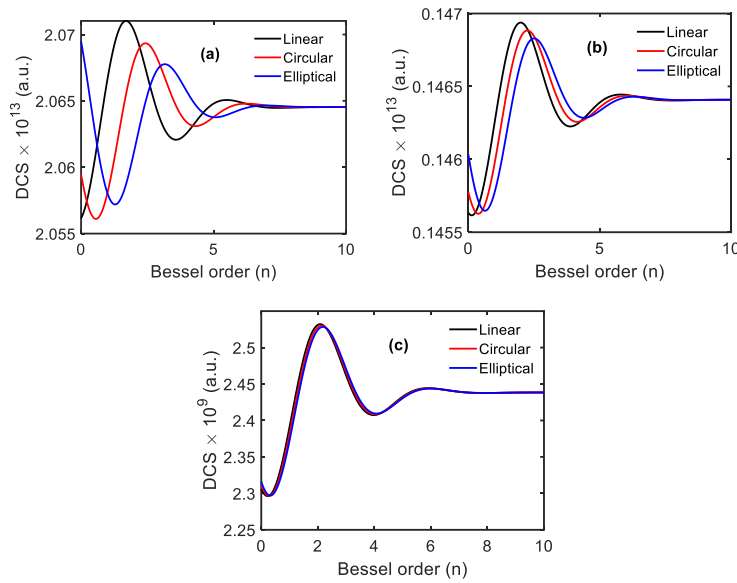 2.07
2.065
2.06
2.055
DCS × 10^13 (a.u.)
(a)
Linear
Circular
Elliptical
0
5
10
Bessel order (n)
0.147
0.1465
0.146
0.1455
DCS × 10^13 (a.u.)
(b)
Linear
Circular
Elliptical
0
5
10
Bessel order (n)
2.5
2.45
2.4
2.35
2.3
2.25
DCS × 10^9 (a.u.)
(c)
Linear
Circular
Elliptical
0
2
4
6
8
10
Bessel order (n)